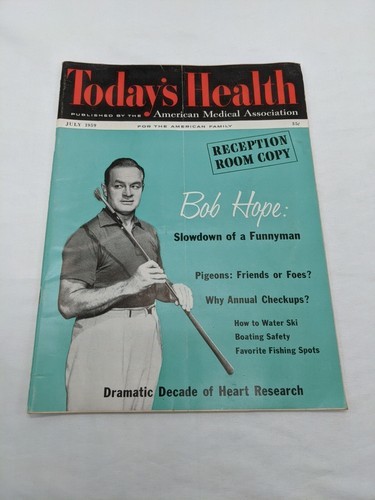 Today's Health
PUBLISHED BY THE American Medical Association
JULY 1958
FOR THE AMERICAN FAMILY
RECEPTION
ROOM COPY
Bob Hope:
Slowdown of a Funnyman
Pigeons: Friends or Foes?
Why Annual Checkups?
How to Water Ski
Boating Safety
Favorite Fishing Spots
Dramatic Decade of Heart Research